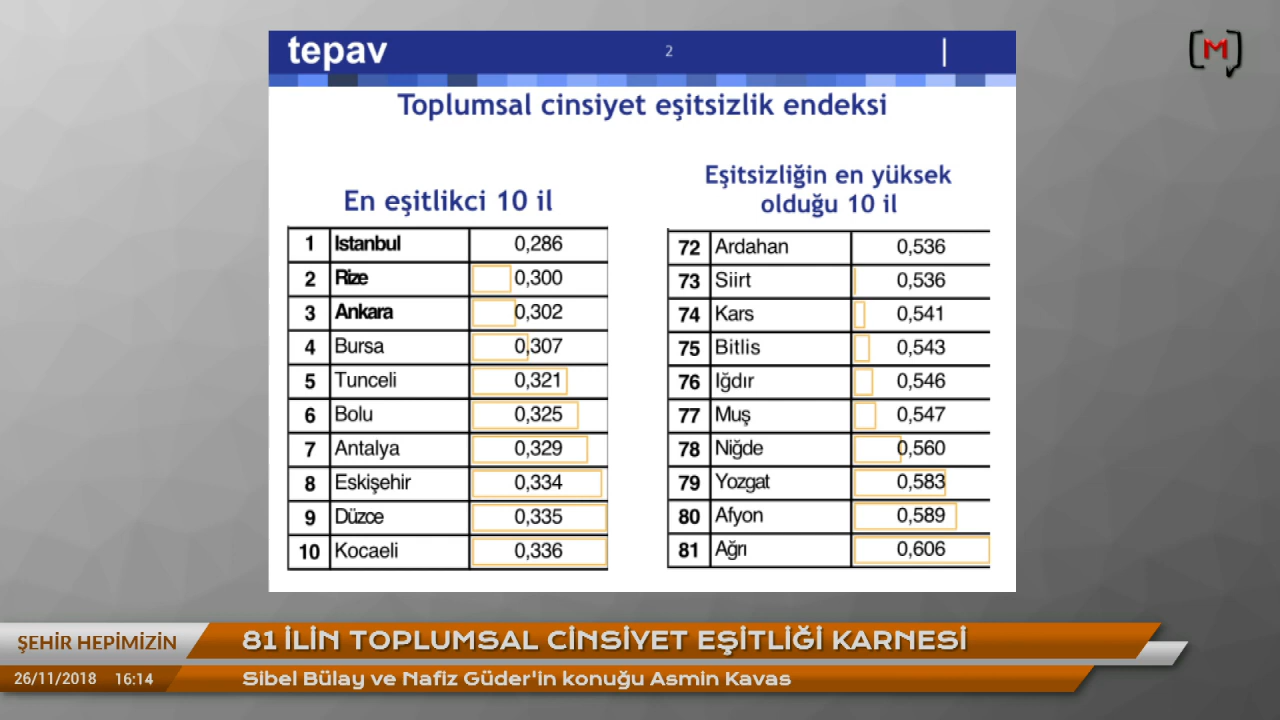 tepav
2
Toplumsal cinsiyet eşitsizlik endeksi
En eşitlikci 10 il
1 Istanbul 0,286
2 Rize 0,300
3 Ankara 0,302
4 Bursa 0,307
5 Tunceli 0,321
6 Bolu 0,325
7 Antalya 0,329
8 Eskişehir 0,334
9 Düzce 0,335
10 Kocaeli 0,336
Eşitsizliğin en yüksek
olduğu 10 il
72 Ardahan 0,536
73 Siirt 0,536
74 Kars 0,541
75 Bitlis 0,543
76 Iğdır 0,546
77 Muş 0,547
78 Niğde 0,560
79 Yozgat 0,583
80 Afyon 0,589
81 Ağrı 0,606
M
ŞEHİR HEPİMİZİN
81 İLİN TOPLUMSAL CİNSİYET EŞİTLİĞİ KARNESİ
26/11/2018 16:14
Sibel Bülay ve Nafiz Güder'in konuğu Asmin Kavas